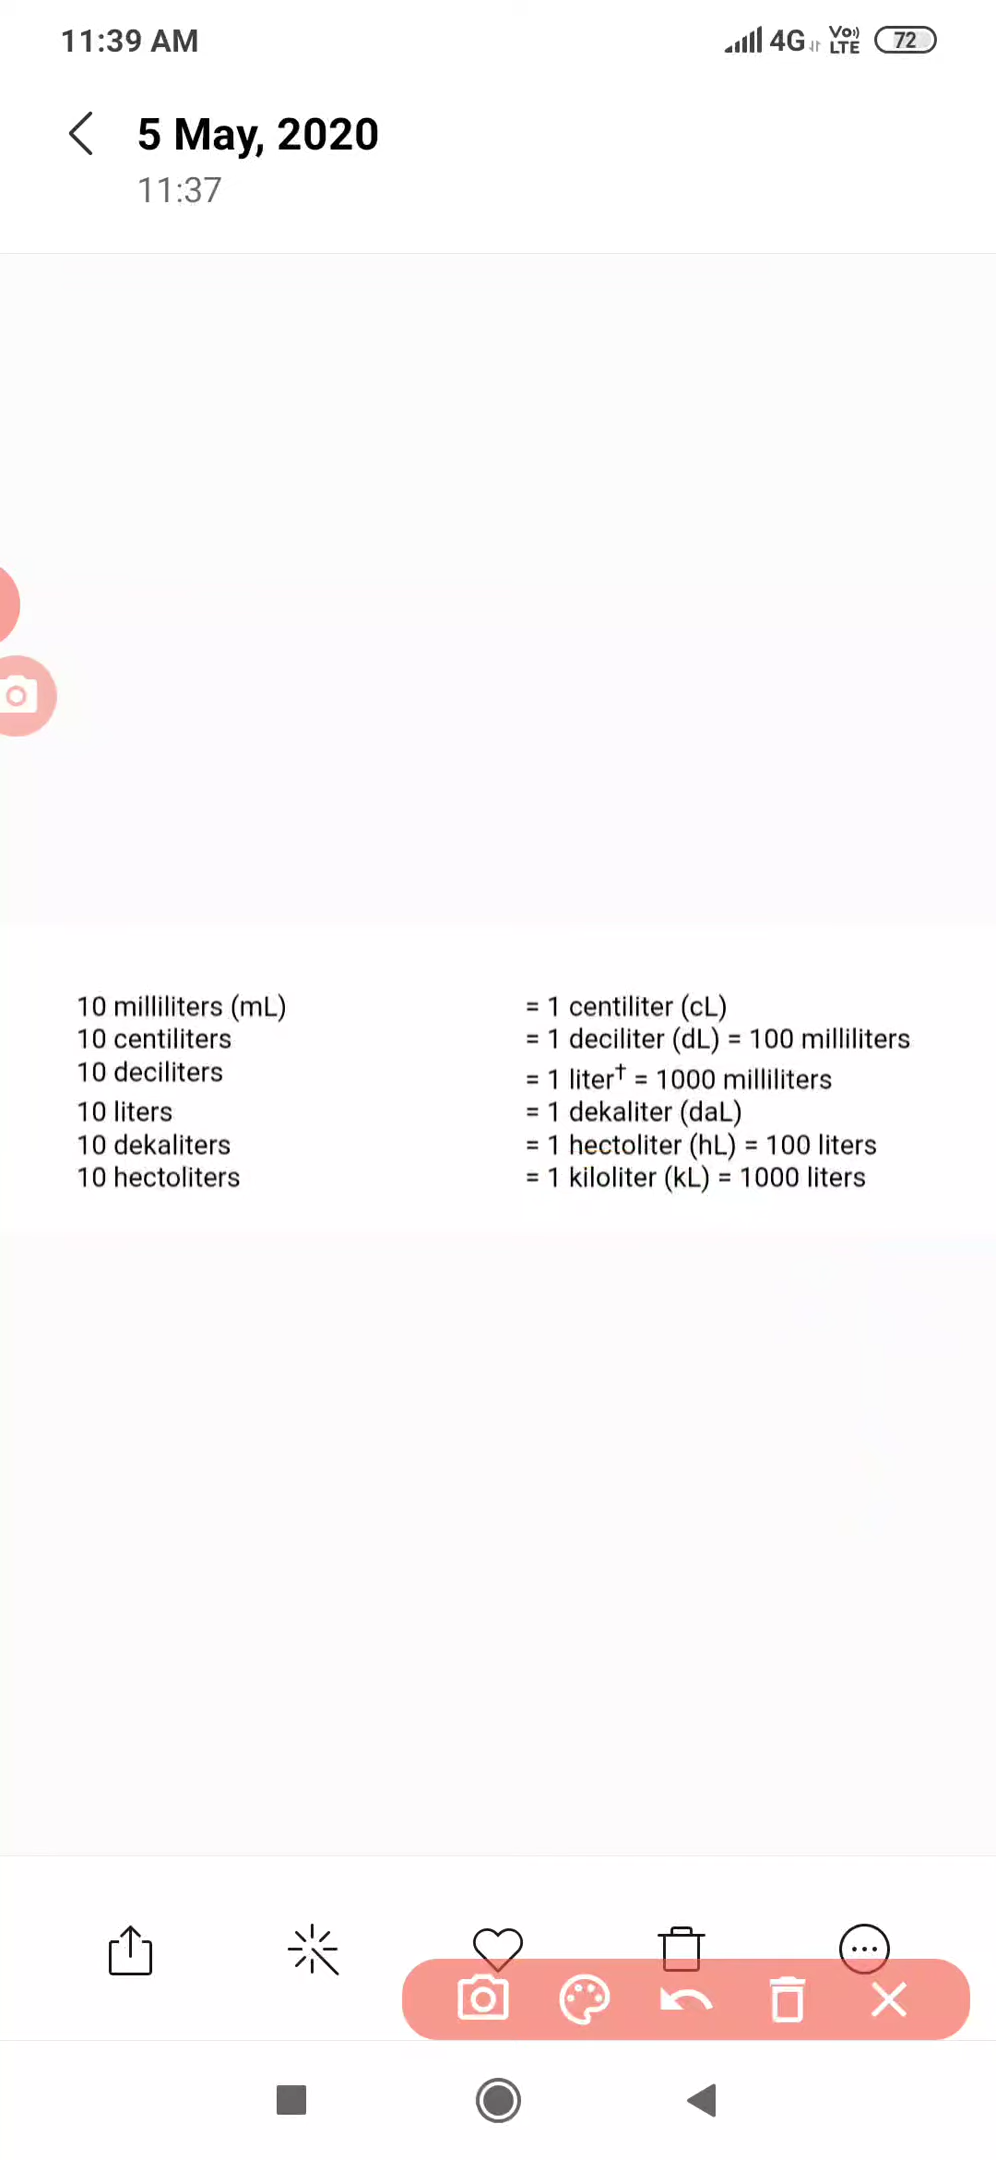 11:39 AM 4G Vo)) LTE 72
5 May, 2020
11:37
10 milliliters (mL) = 1 centiliter (cL)
10 centiliters = 1 deciliter (dL) = 100 milliliters
10 deciliters = 1 liter† = 1000 milliliters
10 liters = 1 dekaliter (daL)
10 dekaliters = 1 hectoliter (hL) = 100 liters
10 hectoliters = 1 kiloliter (kL) = 1000 liters